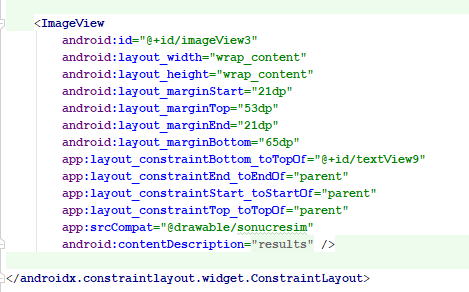 <ImageView
android:id="@+id/imageView3"
android:layout_width="wrap_content"
android:layout_height="wrap_content"
android:layout_marginStart="21dp"
android:layout_marginTop="53dp"
android:layout_marginEnd="21dp"
android:layout_marginBottom="65dp"
app:layout_constraintBottom_toTopOf="@+id/textView9"
app:layout_constraintEnd_toEndOf="parent"
app:layout_constraintStart_toStartOf="parent"
app:layout_constraintTop_toTopOf="parent"
app:srcCompat="@drawable/sonucresim"
android:contentDescription="results" />
</androidx.constraintlayout.widget.ConstraintLayout>